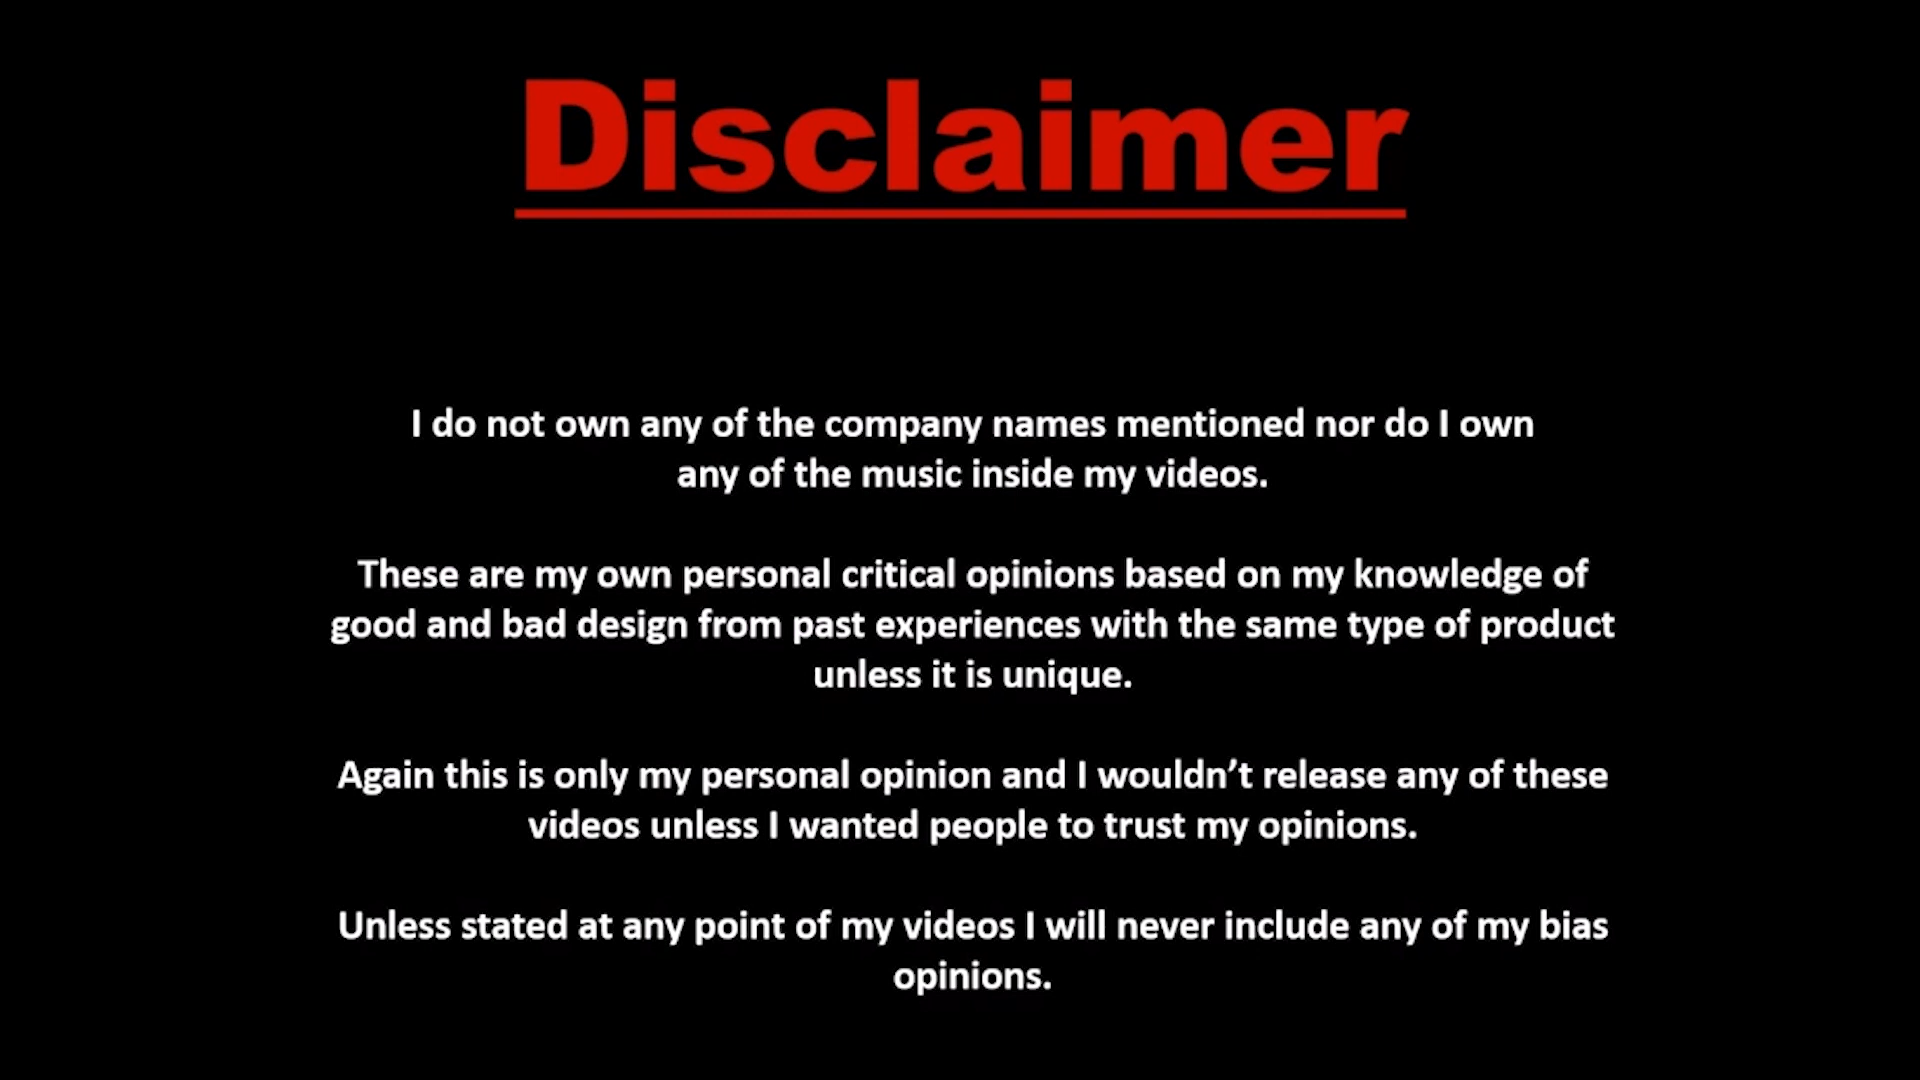 Disclaimer
I do not own any of the company names mentioned nor do I own
any of the music inside my videos.
These are my own personal critical opinions based on my knowledge of
good and bad design from past experiences with the same type of product
unless it is unique.
Again this is only my personal opinion and I wouldn’t release any of these
videos unless I wanted people to trust my opinions.
Unless stated at any point of my videos I will never include any of my bias
opinions.